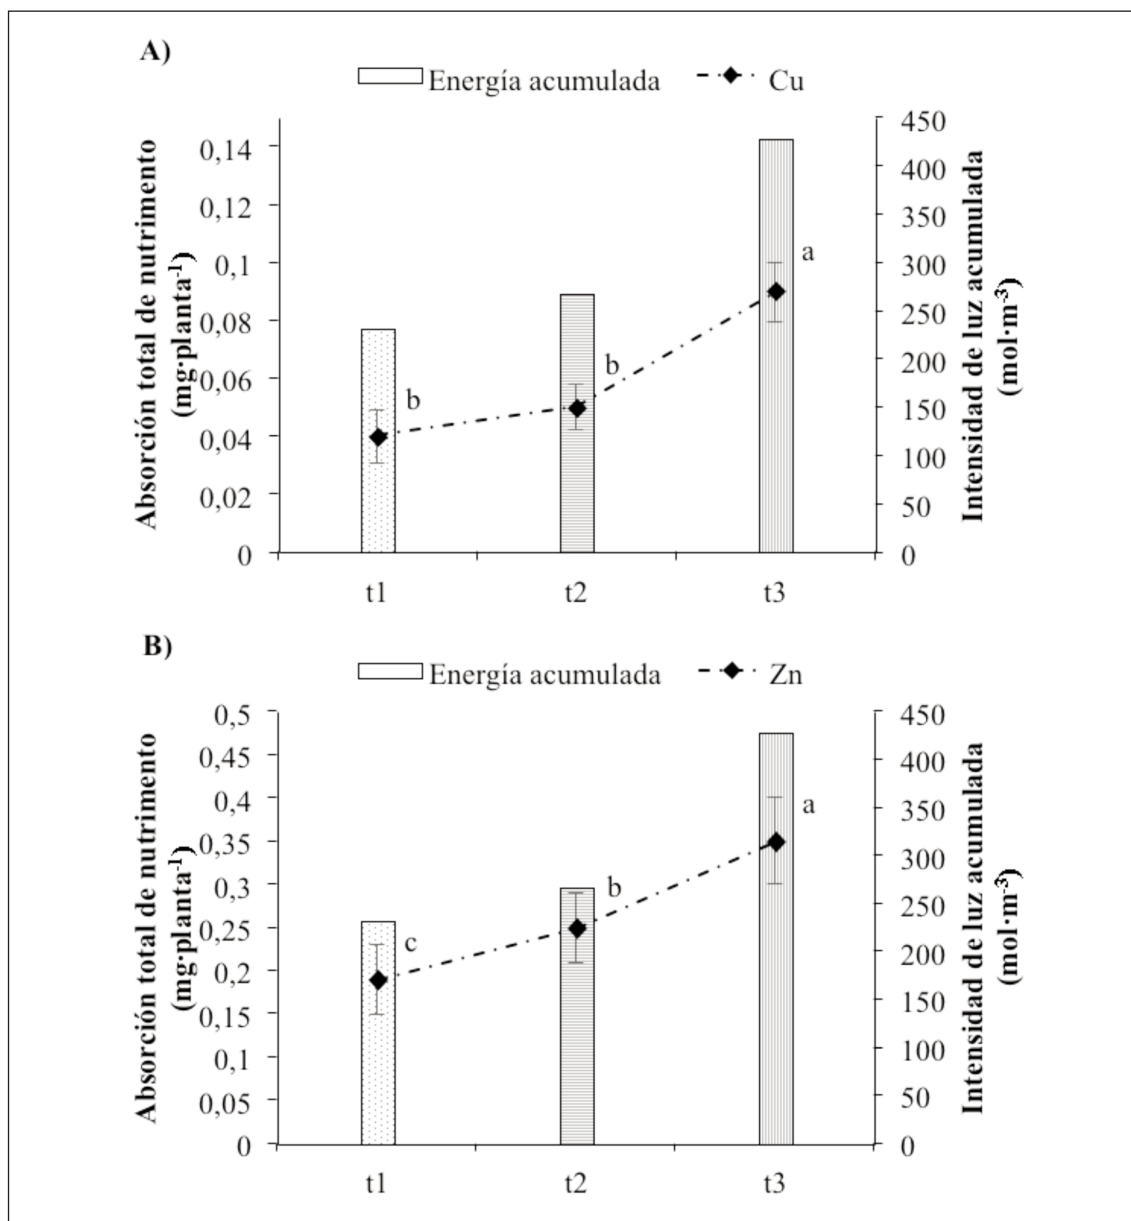 A)
Energía acumulada Cu
Absorción total de nutrimento
(mg·planta-1)
0,14
0,12
0,1
0,08
0,06
0,04
0,02
0
b
b
a
450
400
350
300
250
200
150
100
50
0
Intensidad de luz acumulada
(mol·m-3)
t1 t2 t3
B)
Energía acumulada Zn
Absorción total de nutrimento
(mg·planta-1)
0,5
0,45
0,4
0,35
0,3
0,25
0,2
0,15
0,1
0,05
0
c
b
a
450
400
350
300
250
200
150
100
50
0
Intensidad de luz acumulada
(mol·m-3)
t1 t2 t3